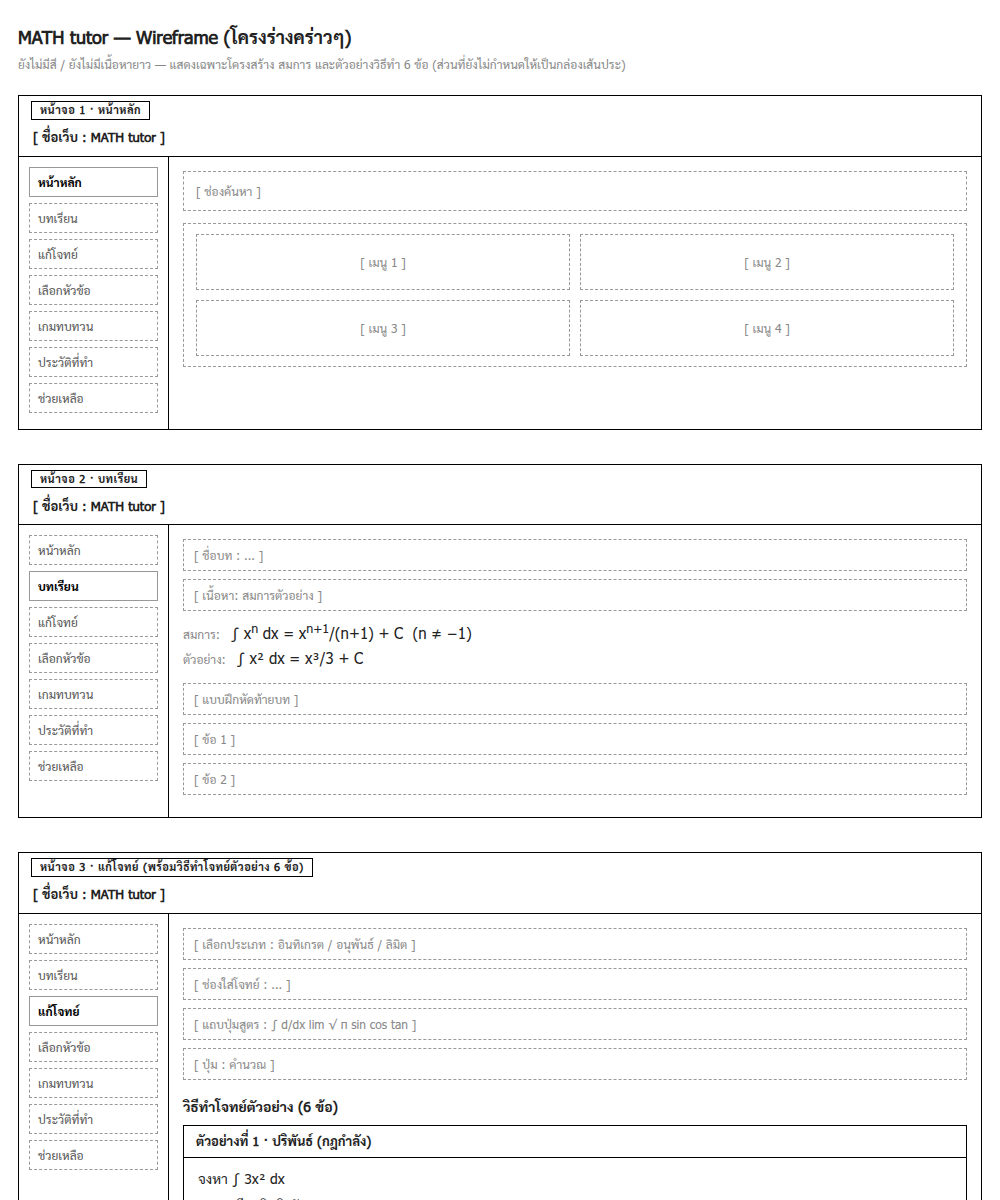 MATH tutor — Wireframe (โครงร่างคร่าวๆ)
ยังไม่มีสี / ยังไม่มีเนื้อหายาว — แสดงเฉพาะโครงสร้าง สมการ และตัวอย่างวิธีทำ 6 ข้อ (ส่วนที่ยังไม่กำหนดให้เป็นกล่องเส้นประ)
หน้าจอ 1 · หน้าหลัก
[ ชื่อเว็บ : MATH tutor ]
หน้าหลัก
บทเรียน
แก้โจทย์
เลือกหัวข้อ
เกมทบทวน
ประวัติที่ทำ
ช่วยเหลือ
[ ช่องค้นหา ]
[ เมนู 1 ]
[ เมนู 2 ]
[ เมนู 3 ]
[ เมนู 4 ]
หน้าจอ 2 · บทเรียน
[ ชื่อเว็บ : MATH tutor ]
หน้าหลัก
บทเรียน
แก้โจทย์
เลือกหัวข้อ
เกมทบทวน
ประวัติที่ทำ
ช่วยเหลือ
[ ชื่อบท : ... ]
[ เนื้อหา: สมการตัวอย่าง ]
สมการ: ∫ xⁿ dx = xⁿ⁺¹/(n+1) + C (n ≠ −1)
ตัวอย่าง: ∫ x² dx = x³/3 + C
[ แบบฝึกหัดท้ายบท ]
[ ข้อ 1 ]
[ ข้อ 2 ]
หน้าจอ 3 · แก้โจทย์ (พร้อมวิธีทำโจทย์ตัวอย่าง 6 ข้อ)
[ ชื่อเว็บ : MATH tutor ]
หน้าหลัก
บทเรียน
แก้โจทย์
เลือกหัวข้อ
เกมทบทวน
ประวัติที่ทำ
ช่วยเหลือ
[ เลือกประเภท : อินทิเกรต / อนุพันธ์ / ลิมิต ]
[ ช่องใส่โจทย์ : ... ]
[ แถบปุ่มสูตร : ∫ d/dx lim √ π sin cos tan ]
[ ปุ่ม : คำนวณ ]
วิธีทำโจทย์ตัวอย่าง (6 ข้อ)
ตัวอย่างที่ 1 · ปริพันธ์ (กฎกำลัง)
จงหา ∫ 3x² dx